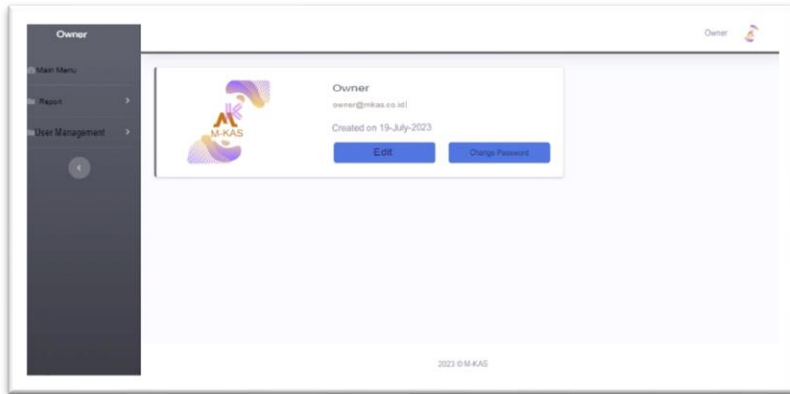 Owner
Owner
Main Menu
Report
User Management
M-KAS
Owner
owner@mkas.co.id|
Created on 19-July-2023
Edit
Change Password
2023 © M-KAS